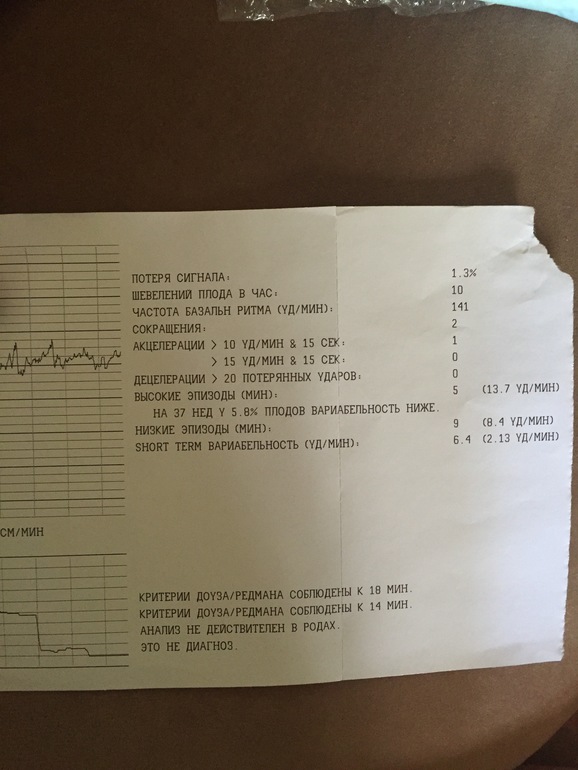 ПОТЕРЯ СИГНАЛА: 1.3%
ШЕВЕЛЕНИЙ ПЛОДА В ЧАС: 10
ЧАСТОТА БАЗАЛЬН РИТМА (УД/МИН): 141
СОКРАЩЕНИЯ: 2
АКЦЕЛЕРАЦИИ > 10 УД/МИН & 15 СЕК: 1
> 15 УД/МИН & 15 СЕК: 0
ДЕЦЕЛЕРАЦИИ > 20 ПОТЕРЯННЫХ УДАРОВ: 0
ВЫСОКИЕ ЭПИЗОДЫ (МИН): 5 (13.7 УД/МИН)
НА 37 НЕД У 5.8% ПЛОДОВ ВАРИАБЕЛЬНОСТЬ НИЖЕ.
НИЗКИЕ ЭПИЗОДЫ (МИН): 9 (8.4 УД/МИН)
SHORT TERM ВАРИАБЕЛЬНОСТЬ (УД/МИН): 6.4 (2.13 УД/МИН)
СМ/МИН
КРИТЕРИИ ДОУЗА/РЕДМАНА СОБЛЮДЕНЫ К 18 МИН.
КРИТЕРИИ ДОУЗА/РЕДМАНА СОБЛЮДЕНЫ К 14 МИН.
АНАЛИЗ НЕ ДЕЙСТВИТЕЛЕН В РОДАХ.
ЭТО НЕ ДИАГНОЗ.